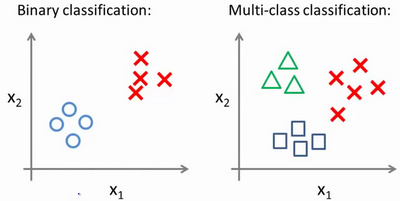 Binary classification:
Multi-class classification:
x2
x1
x2
x1